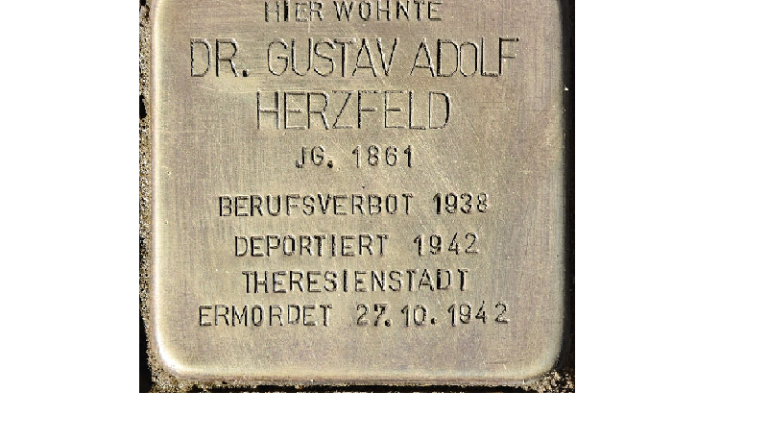 HIER WOHNTE
DR. GUSTAV ADOLF
HERZFELD
JG. 1861
BERUFSVERBOT 1938
DEPORTIERT 1942
THERESIENSTADT
ERMORDET 27.10.1942